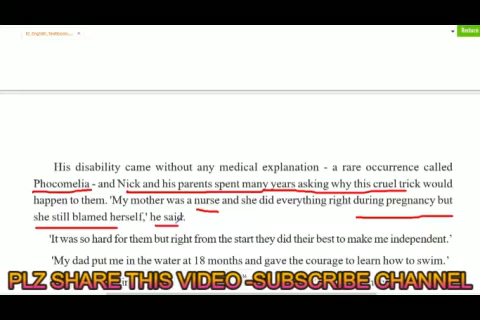 His disability came without any medical explanation - a rare occurrence called
Phocomelia - and Nick and his parents spent many years asking why this cruel trick would
happen to them. 'My mother was a nurse and she did everything right during pregnancy but
she still blamed herself,' he said.
'It was so hard for them but right from the start they did their best to make me independent.'
'My dad put me in the water at 18 months and gave the courage to learn how to swim.'
PLZ SHARE THIS VIDEO -SUBSCRIBE CHANNEL